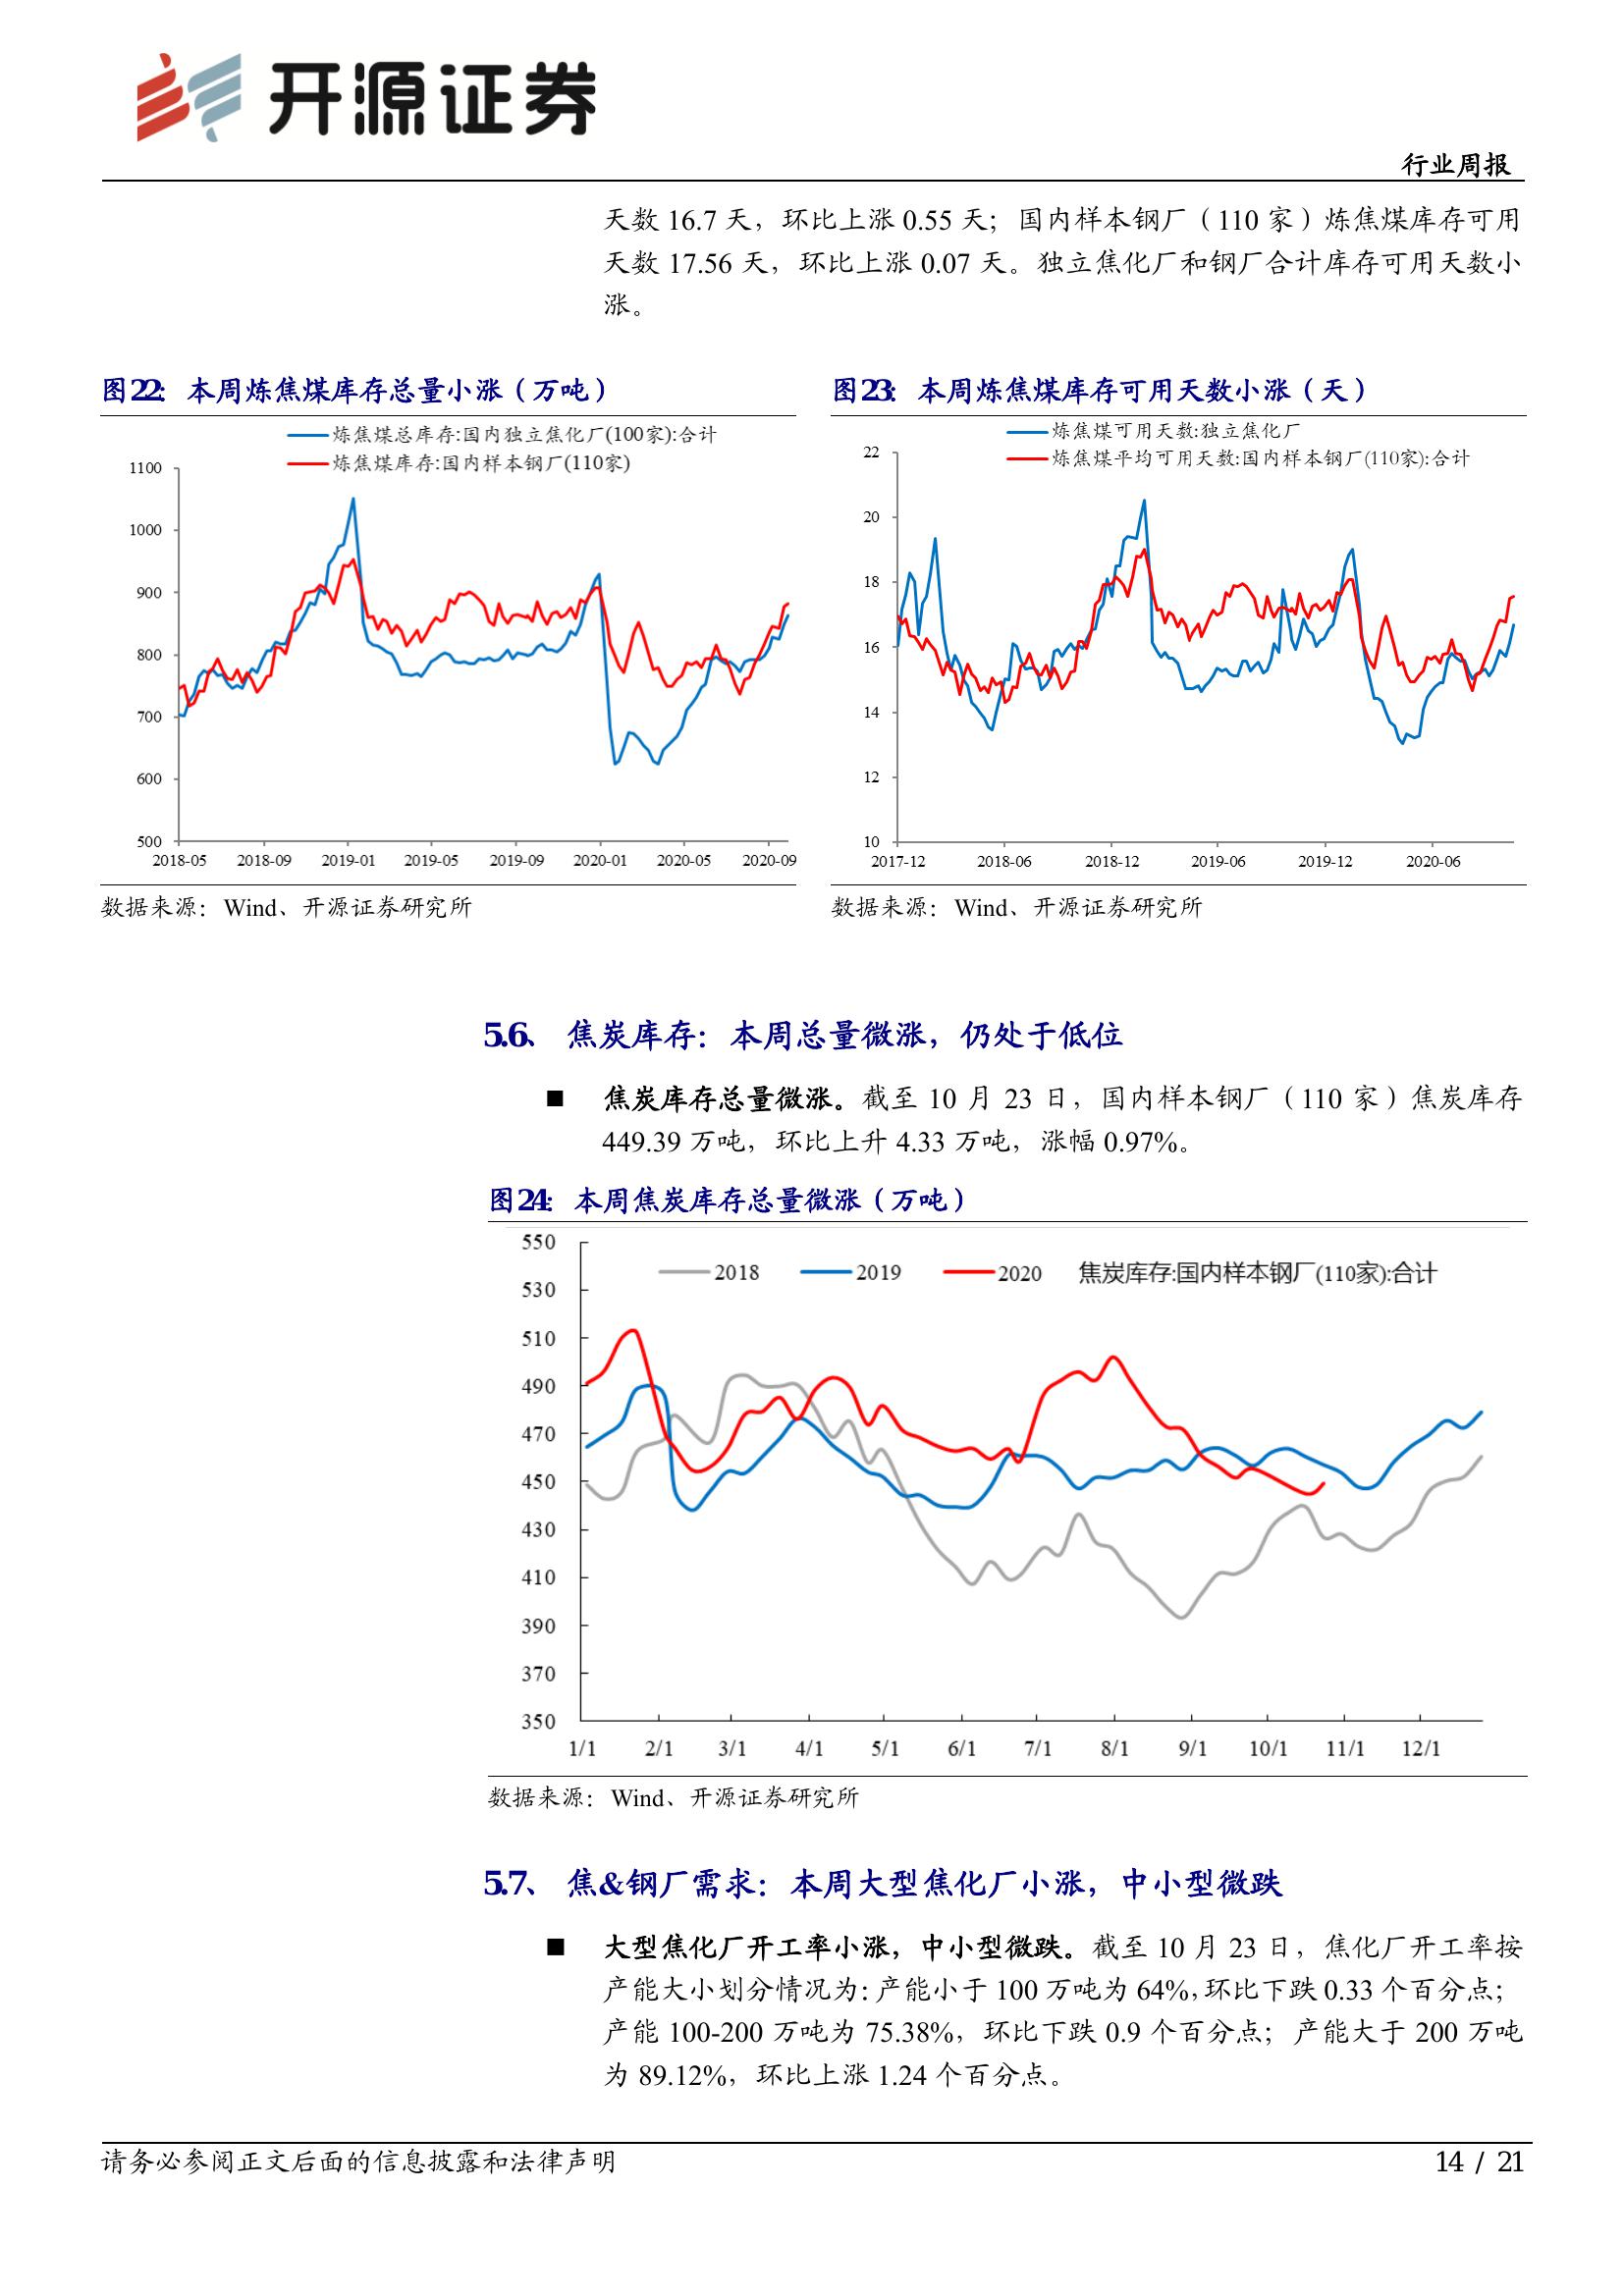 开源证券
行业周报
天数 16.7 天，环比上涨 0.55 天；国内样本钢厂（110 家）炼焦煤库存可用
天数 17.56 天，环比上涨 0.07 天。独立焦化厂和钢厂合计库存可用天数小
涨。
图22：本周炼焦煤库存总量小涨（万吨）
炼焦煤总库存:国内独立焦化厂(100家):合计
炼焦煤库存:国内样本钢厂(110家)
1100
1000
900
800
700
600
500
2018-05 2018-09 2019-01 2019-05 2019-09 2020-01 2020-05 2020-09
数据来源：Wind、开源证券研究所
图23：本周炼焦煤库存可用天数小涨（天）
炼焦煤可用天数:独立焦化厂
炼焦煤平均可用天数:国内样本钢厂(110家):合计
22
20
18
16
14
12
10
2017-12 2018-06 2018-12 2019-06 2019-12 2020-06
数据来源：Wind、开源证券研究所
5.6、 焦炭库存：本周总量微涨，仍处于低位
■ 焦炭库存总量微涨。截至 10 月 23 日，国内样本钢厂（110 家）焦炭库存
449.39 万吨，环比上升 4.33 万吨，涨幅 0.97%。
图24：本周焦炭库存总量微涨（万吨）
2018 2019 2020 焦炭库存:国内样本钢厂(110家):合计
550
530
510
490
470
450
430
410
390
370
350
1/1 2/1 3/1 4/1 5/1 6/1 7/1 8/1 9/1 10/1 11/1 12/1
数据来源：Wind、开源证券研究所
5.7、 焦&钢厂需求：本周大型焦化厂小涨，中小型微跌
■ 大型焦化厂开工率小涨，中小型微跌。截至 10 月 23 日，焦化厂开工率按
产能大小划分情况为：产能小于 100 万吨为 64%，环比下跌 0.33 个百分点；
产能 100-200 万吨为 75.38%，环比下跌 0.9 个百分点；产能大于 200 万吨
为 89.12%，环比上涨 1.24 个百分点。
请务必参阅正文后面的信息披露和法律声明
14 / 21